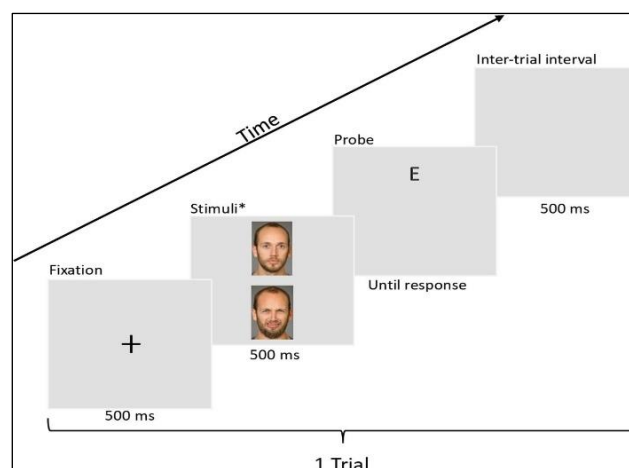 Inter-trial interval
Time
Probe
E
500 ms
Stimuli*
Until response
Fixation
500 ms
+
500 ms
1 Trial